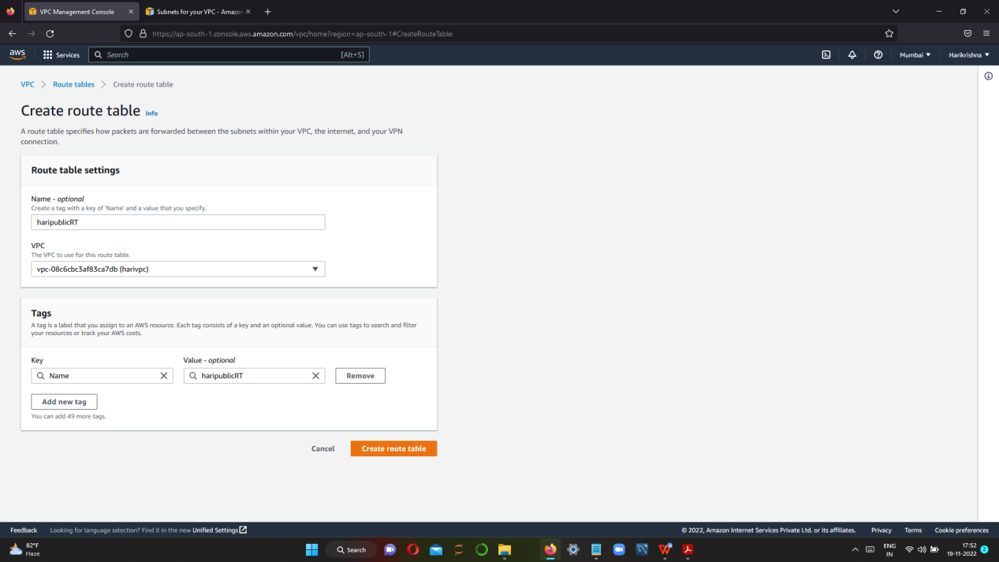 VPC Management Console
Subnets for your VPC - Amazon
https://ap-south-1.console.aws.amazon.com/vpc/home?region=ap-south-1#CreateRouteTable:
aws
Services
Search
[Alt+S]
Mumbai
Harikrishna
VPC
Route tables
Create route table
Create route table
Info
A route table specifies how packets are forwarded between the subnets within your VPC, the internet, and your VPN
connection.
Route table settings
Name - optional
Create a tag with a key of 'Name' and a value that you specify.
haripublicRT
VPC
The VPC to use for this route table.
vpc-08c6cbc3af83ca7db (harivpc)
Tags
A tag is a label that you assign to an AWS resource. Each tag consists of a key and an optional value. You can use tags to search and filter
your resources or track your AWS costs.
Key
Value - optional
Name
haripublicRT
Remove
Add new tag
You can add 49 more tags.
Cancel
Create route table
Feedback
Looking for language selection? Find it in the new Unified Settings
© 2022, Amazon Internet Services Private Ltd. or its affiliates.
Privacy
Terms
Cookie preferences
82°F
Haze
Search
ENG
IN
17:52
19-11-2022
2